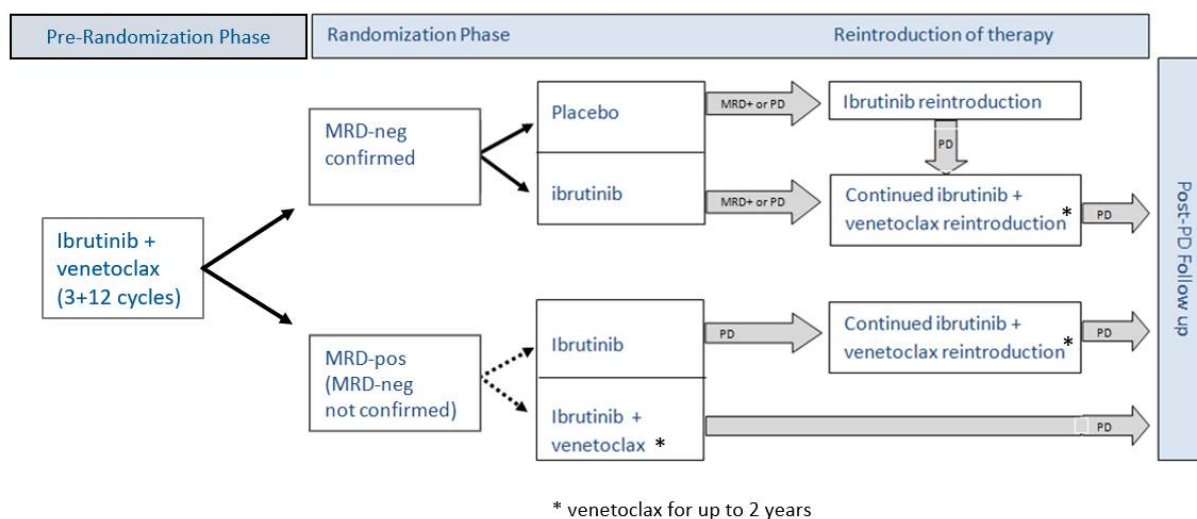 Pre-Randomization Phase
Randomization Phase
Reintroduction of therapy
Ibrutinib +
venetoclax
(3+12 cycles)
MRD-neg
confirmed
Placebo
ibrutinib
MRD+ or PD
Ibrutinib reintroduction
PD
MRD+ or PD
Continued ibrutinib +
venetoclax reintroduction*
PD
MRD-pos
(MRD-neg
not confirmed)
Ibrutinib
Ibrutinib +
venetoclax *
PD
Continued ibrutinib +
venetoclax reintroduction*
PD
PD
Post-PD Follow up
* venetoclax for up to 2 years